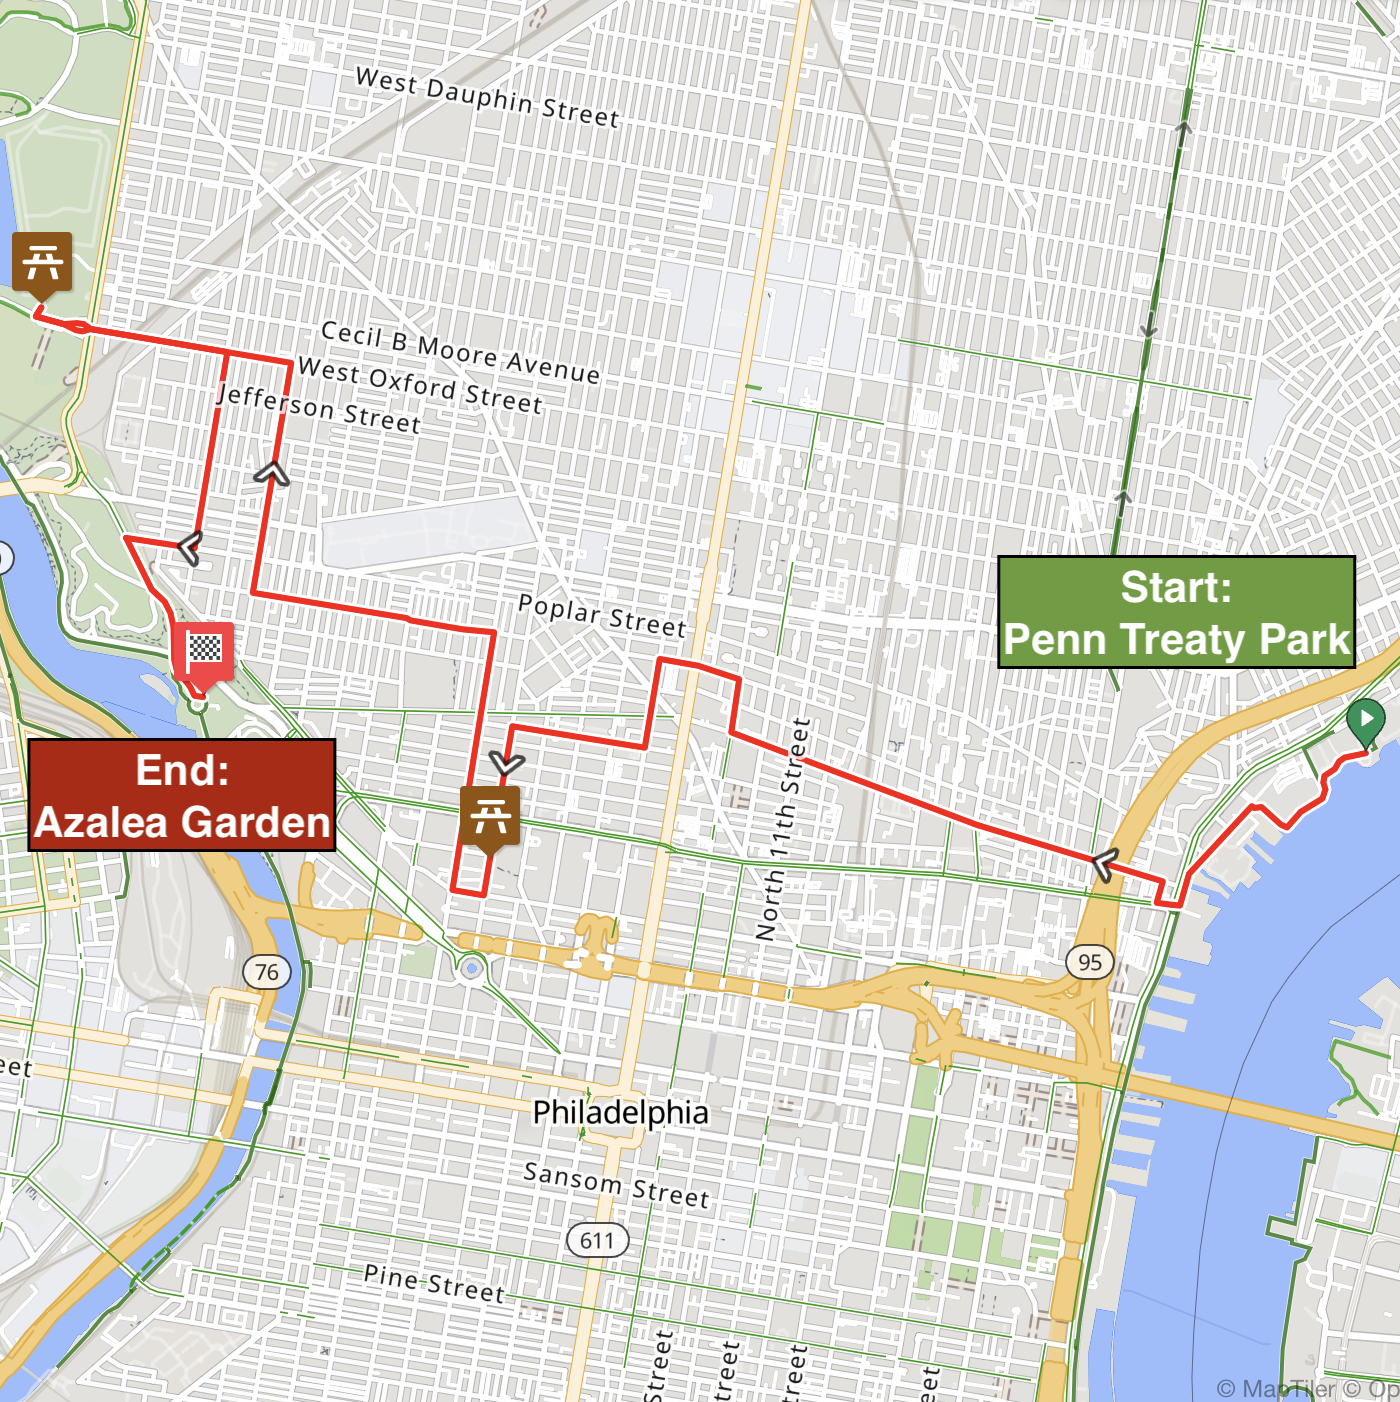 West Dauphin Street
Cecil B Moore Avenue
West Oxford Street
Jefferson Street
Poplar Street
Start:
Penn Treaty Park
North 11th Street
End:
Azalea Garden
76
95
eet
Philadelphia
Sansom Street
611
Pine Street
Street
treet
treet
eet
© MapTiler © Op